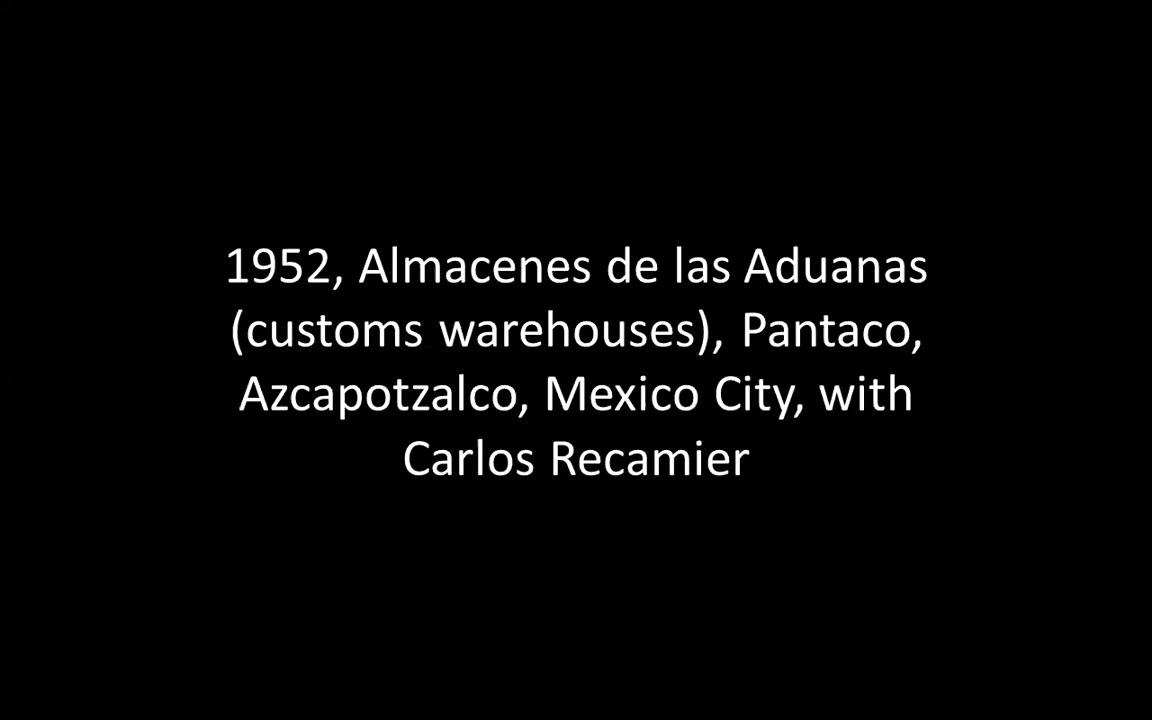 1952, Almacenes de las Aduanas
(customs warehouses), Pantaco,
Azcapotzalco, Mexico City, with
Carlos Recamier